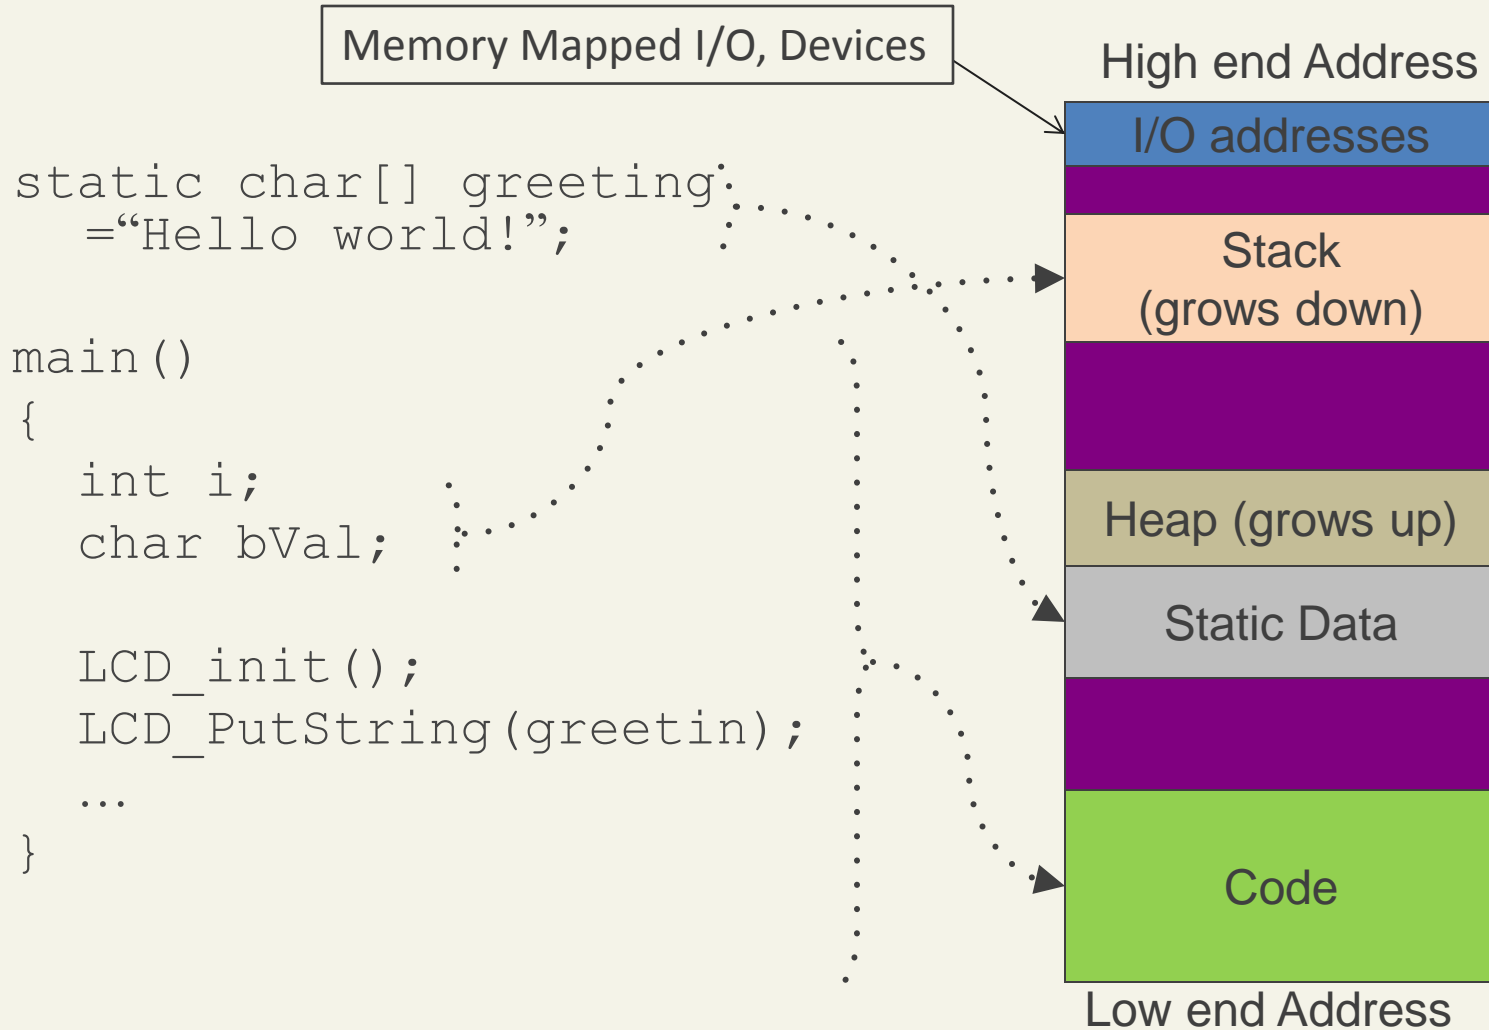 Memory Mapped I/O, Devices
High end Address
static char[] greeting
=“Hello world!”;
main()
{
int i;
char bVal;
LCD_init();
LCD_PutString(greetin);
...
}
I/O addresses
Stack
(grows down)
Heap (grows up)
Static Data
Code
Low end Address